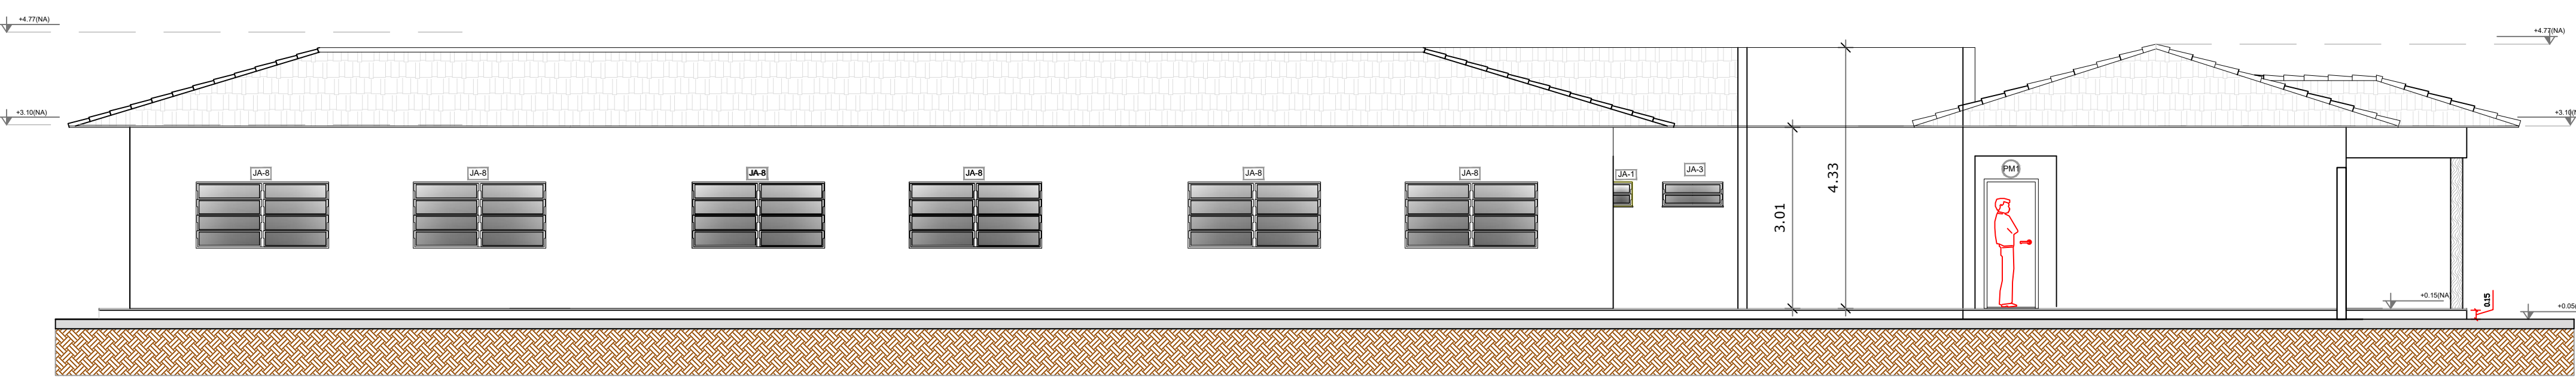 +4.77(NA)
+4.77(NA)
+3.10(NA)
+3.10(N
JA-8
JA-8
JA-8
JA-8
JA-8
JA-8
JA-1
JA-3
PM1
4.33
3.01
+0.15(NA)
0.15
+0.05(